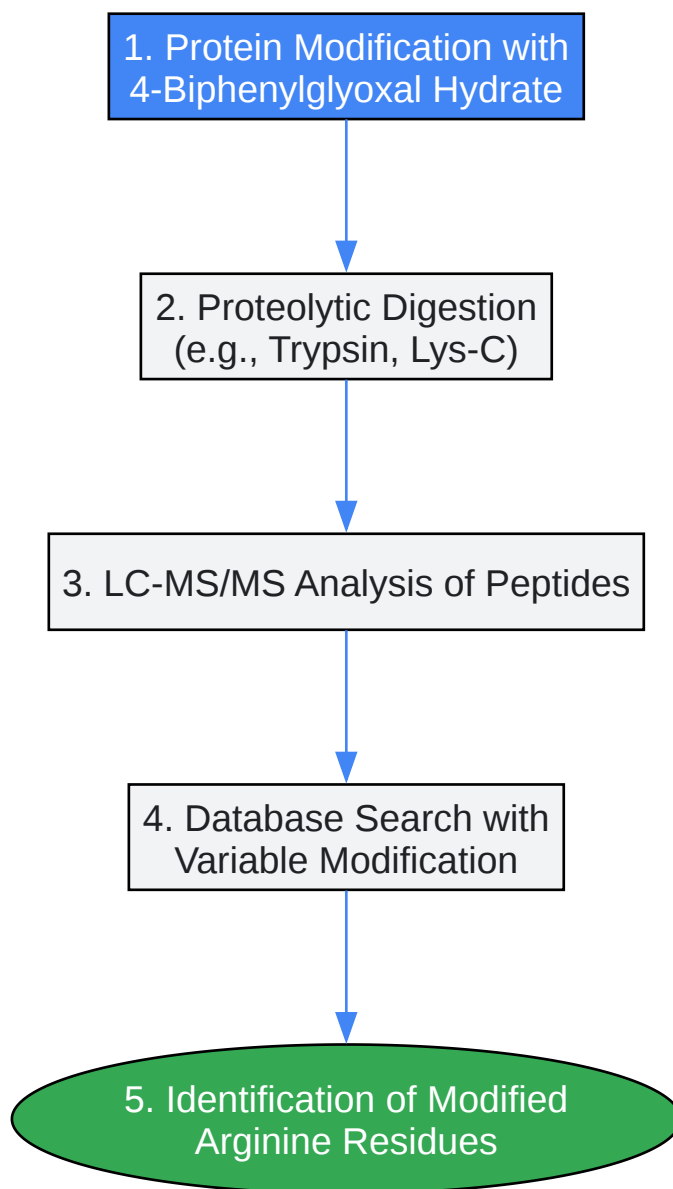 1. Protein Modification with
4-Biphenylglyoxal Hydrate
2. Proteolytic Digestion
(e.g., Trypsin, Lys-C)
3. LC-MS/MS Analysis of Peptides
4. Database Search with
Variable Modification
5. Identification of Modified
Arginine Residues